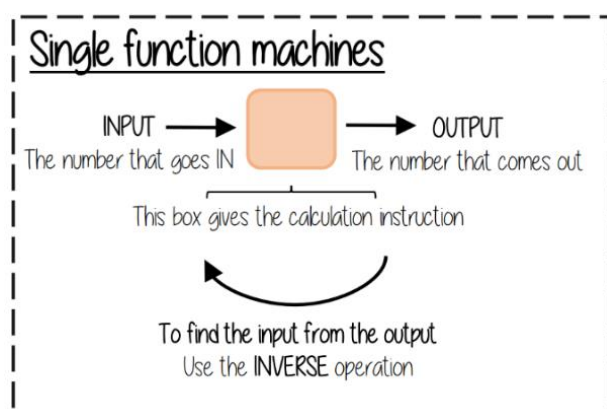 Single function machines
INPUT
OUTPUT
The number that goes IN
The number that comes out
This box gives the calculation instruction
To find the input from the output
Use the INVERSE operation